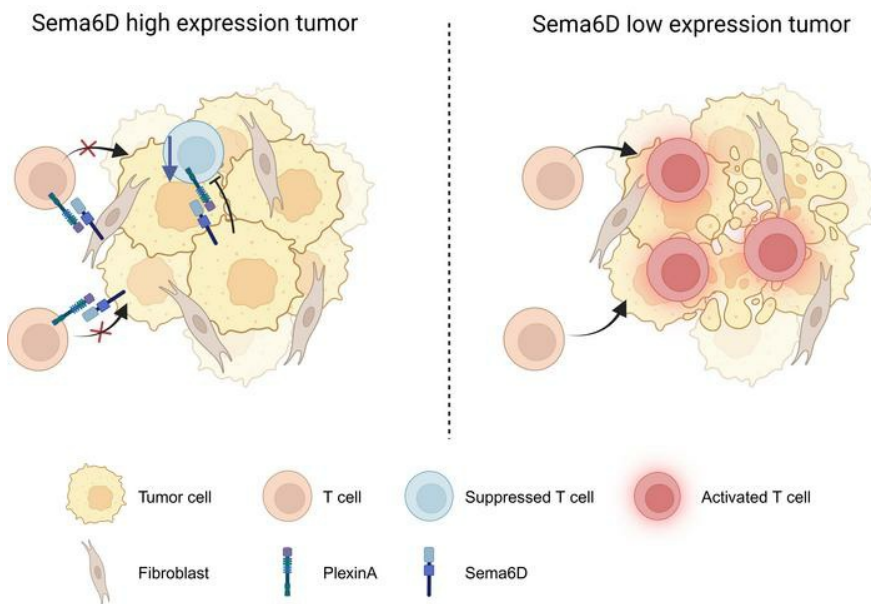 Sema6D high expression tumor
Sema6D low expression tumor
Tumor cell
T cell
Suppressed T cell
Activated T cell
Fibroblast
PlexinA
Sema6D